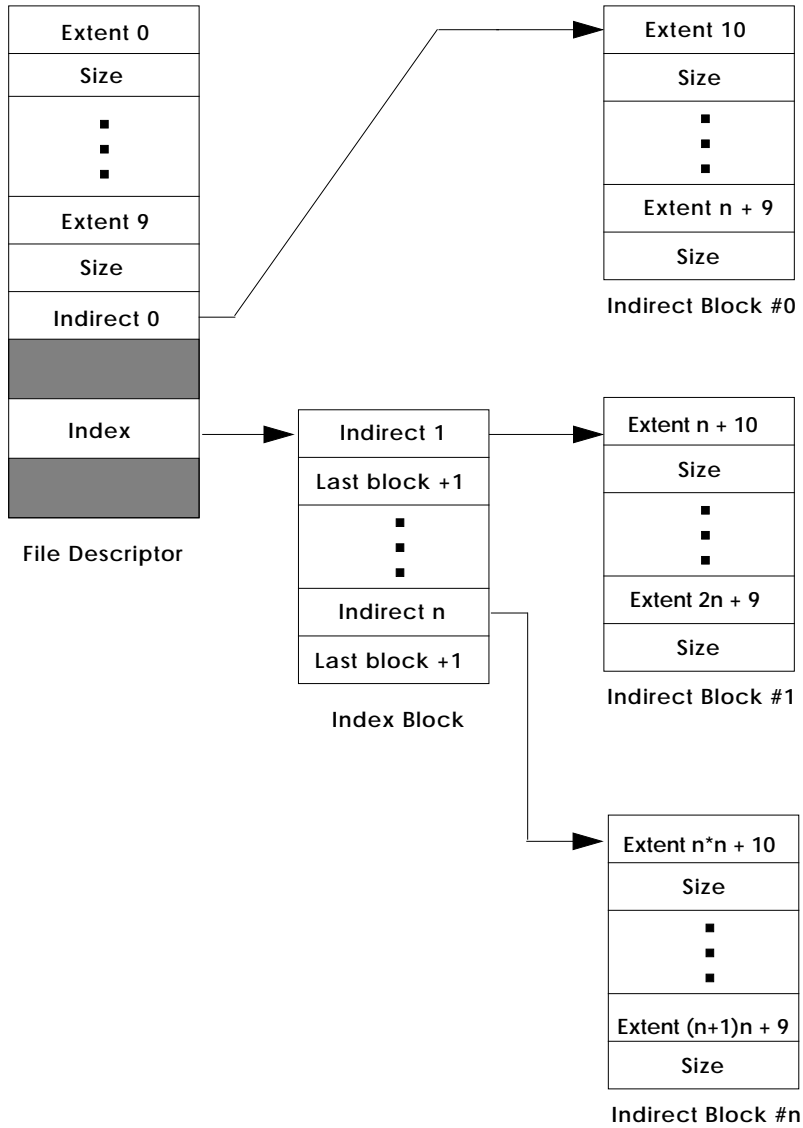 Extent 0
Size
Extent 9
Size
Indirect 0
Index
File Descriptor
Indirect 1
Last block +1
Indirect n
Last block +1
Index Block
Extent 10
Size
Extent n + 9
Size
Indirect Block #0
Extent n + 10
Size
Extent 2n + 9
Size
Indirect Block #1
Extent n*n + 10
Size
Extent (n+1)n + 9
Size
Indirect Block #n